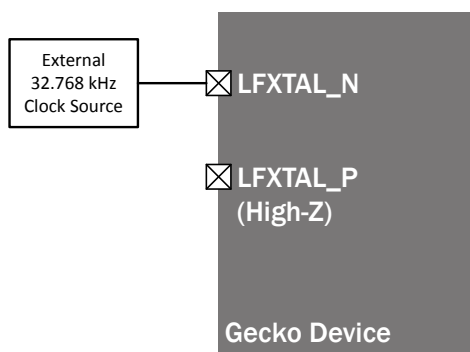 External
32.768 kHz
Clock Source
LFXTAL_N
LFXTAL_P
(High-Z)
Gecko Device